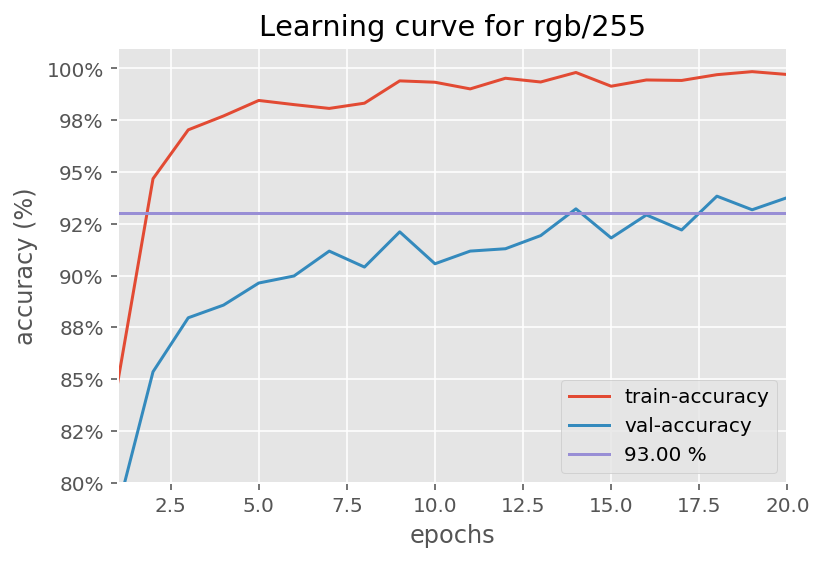 Learning curve for rgb/255
accuracy (%)
100%
98%
95%
92%
90%
88%
85%
82%
80%
train-accuracy
val-accuracy
93.00 %
2.5 5.0 7.5 10.0 12.5 15.0 17.5 20.0
epochs